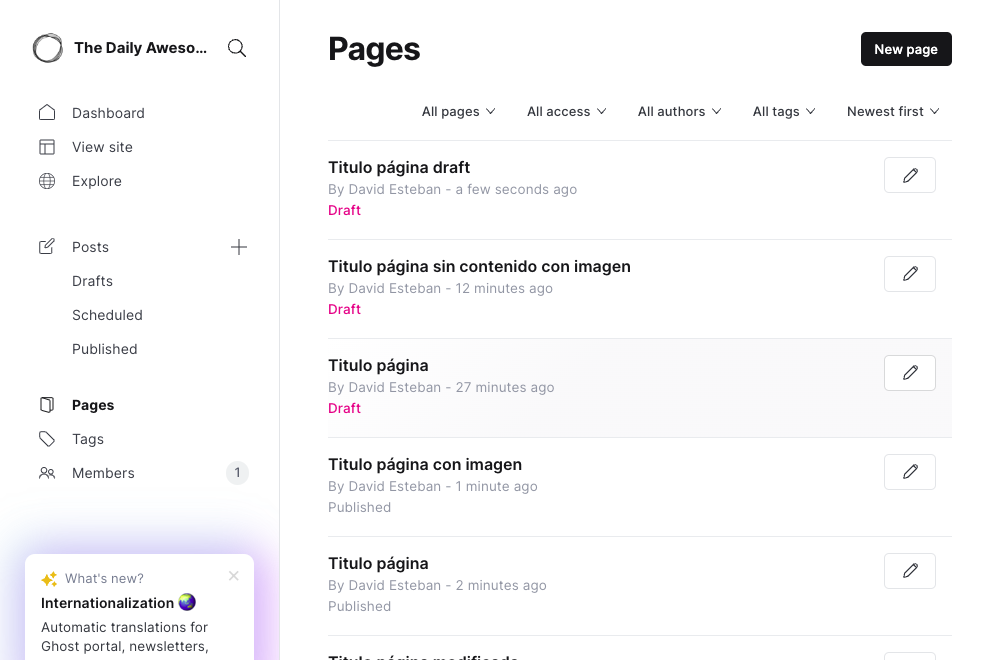 The Daily Aweso...
Dashboard
View site
Explore
Posts
Drafts
Scheduled
Published
Pages
Tags
Members
1
What's new?
Internationalization
Automatic translations for
Ghost portal, newsletters,
Pages
New page
All pages
All access
All authors
All tags
Newest first
Titulo página draft
By David Esteban - a few seconds ago
Draft
Titulo página sin contenido con imagen
By David Esteban - 12 minutes ago
Draft
Titulo página
By David Esteban - 27 minutes ago
Draft
Titulo página con imagen
By David Esteban - 1 minute ago
Published
Titulo página
By David Esteban - 2 minutes ago
Published
Titulo página modificada